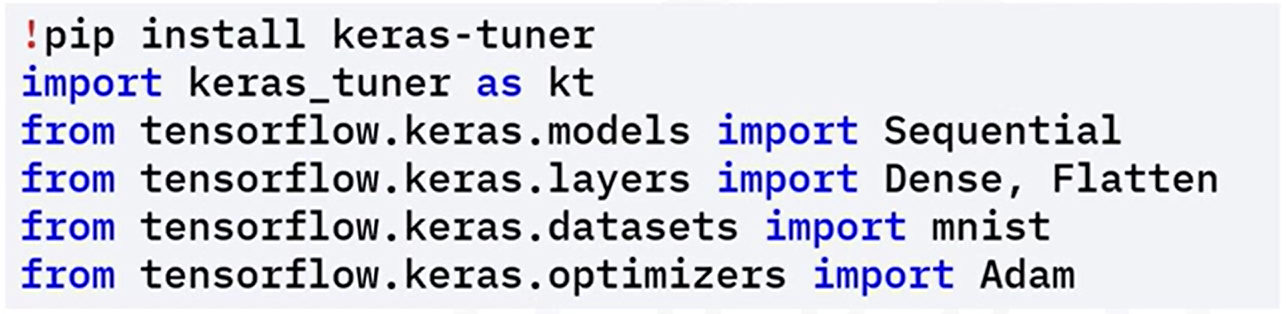 !pip install keras-tuner
import keras_tuner as kt
from tensorflow.keras.models import Sequential
from tensorflow.keras.layers import Dense, Flatten
from tensorflow.keras.datasets import mnist
from tensorflow.keras.optimizers import Adam